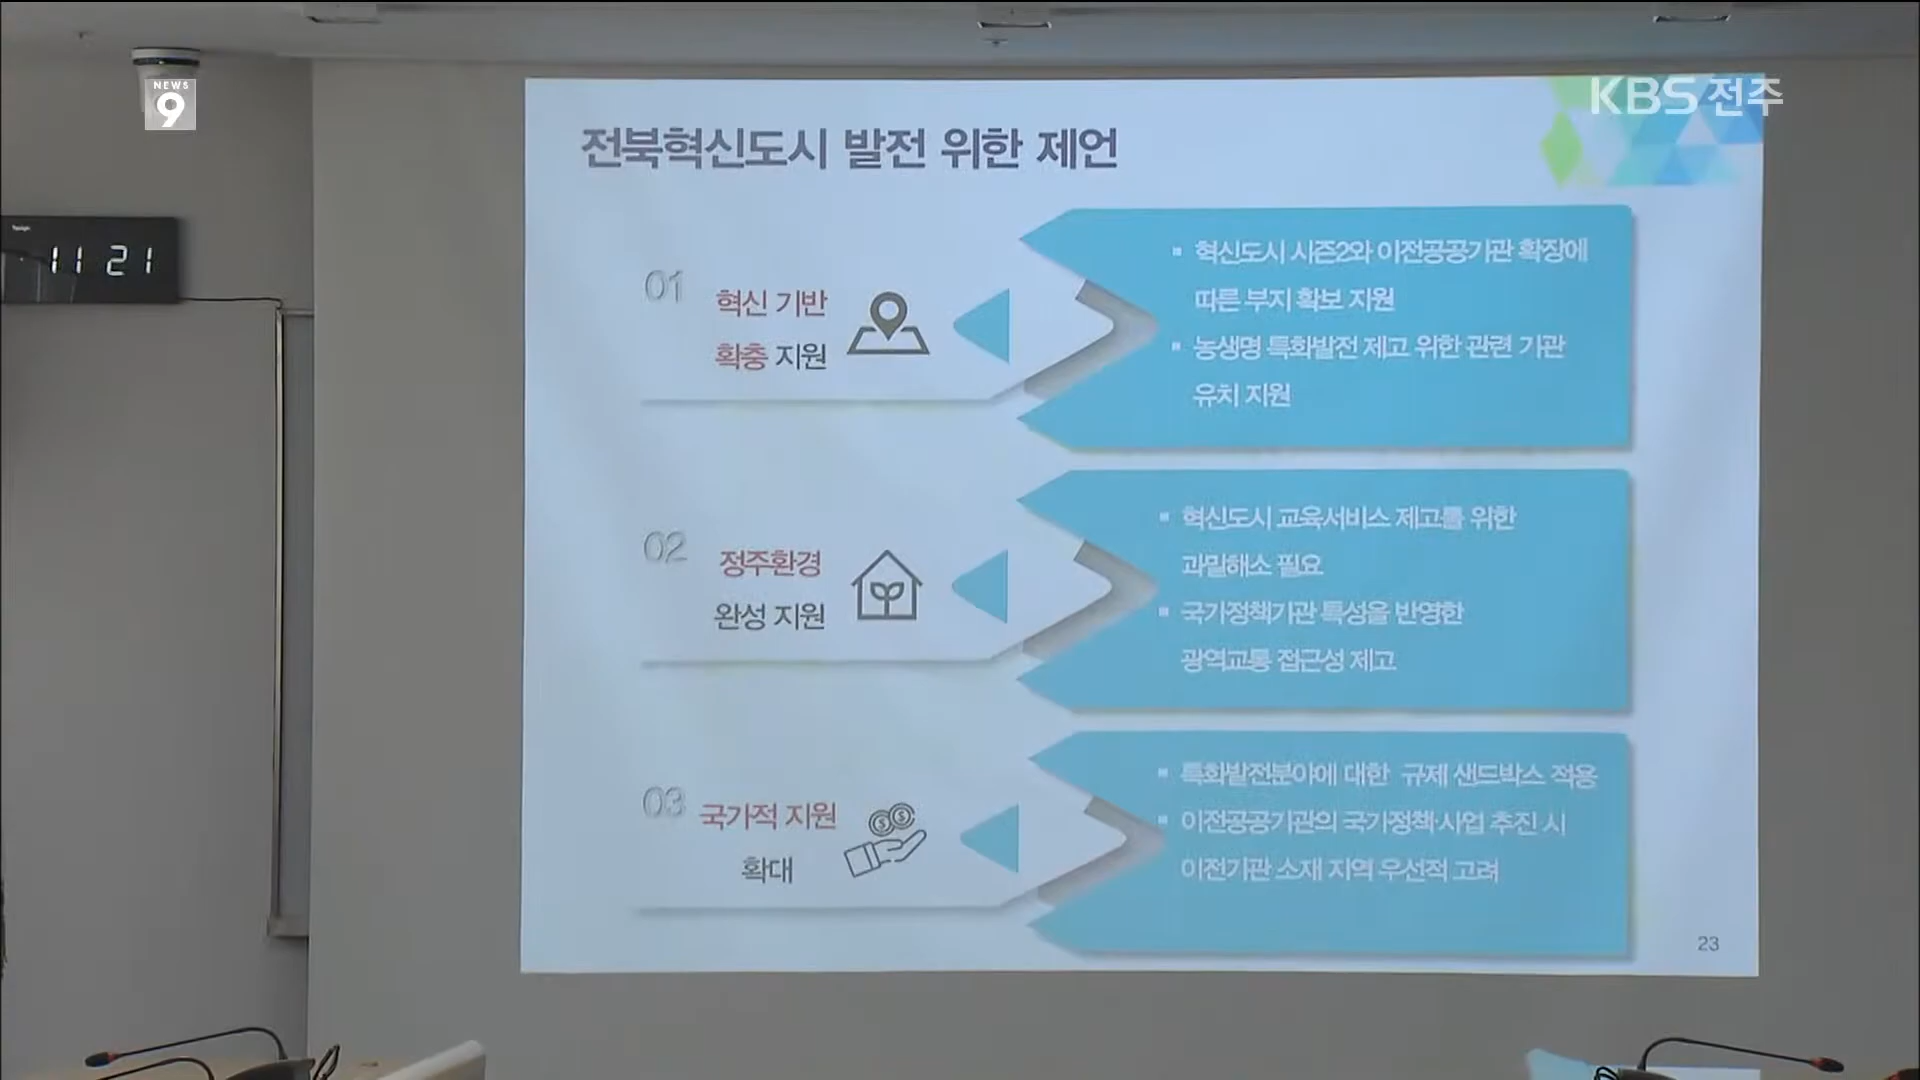 NEWS
9
KBS 전주
11 21
전북혁신도시 발전 위한 제언
01
혁신 기반
확충 지원
▪ 혁신도시 시즌2와 이전공공기관 확장에
따른 부지 확보 지원
▪ 농생명 특화발전 제고 위한 관련 기관
유치 지원
02
정주환경
완성 지원
▪ 혁신도시 교육서비스 제고를 위한
과밀해소 필요
▪ 국가정책기관 특성을 반영한
광역교통 접근성 제고
03
국가적 지원
확대
▪ 특화발전분야에 대한 규제 샌드박스 적용
▪ 이전공공기관의 국가정책·사업 추진 시
이전기관 소재 지역 우선적 고려
23